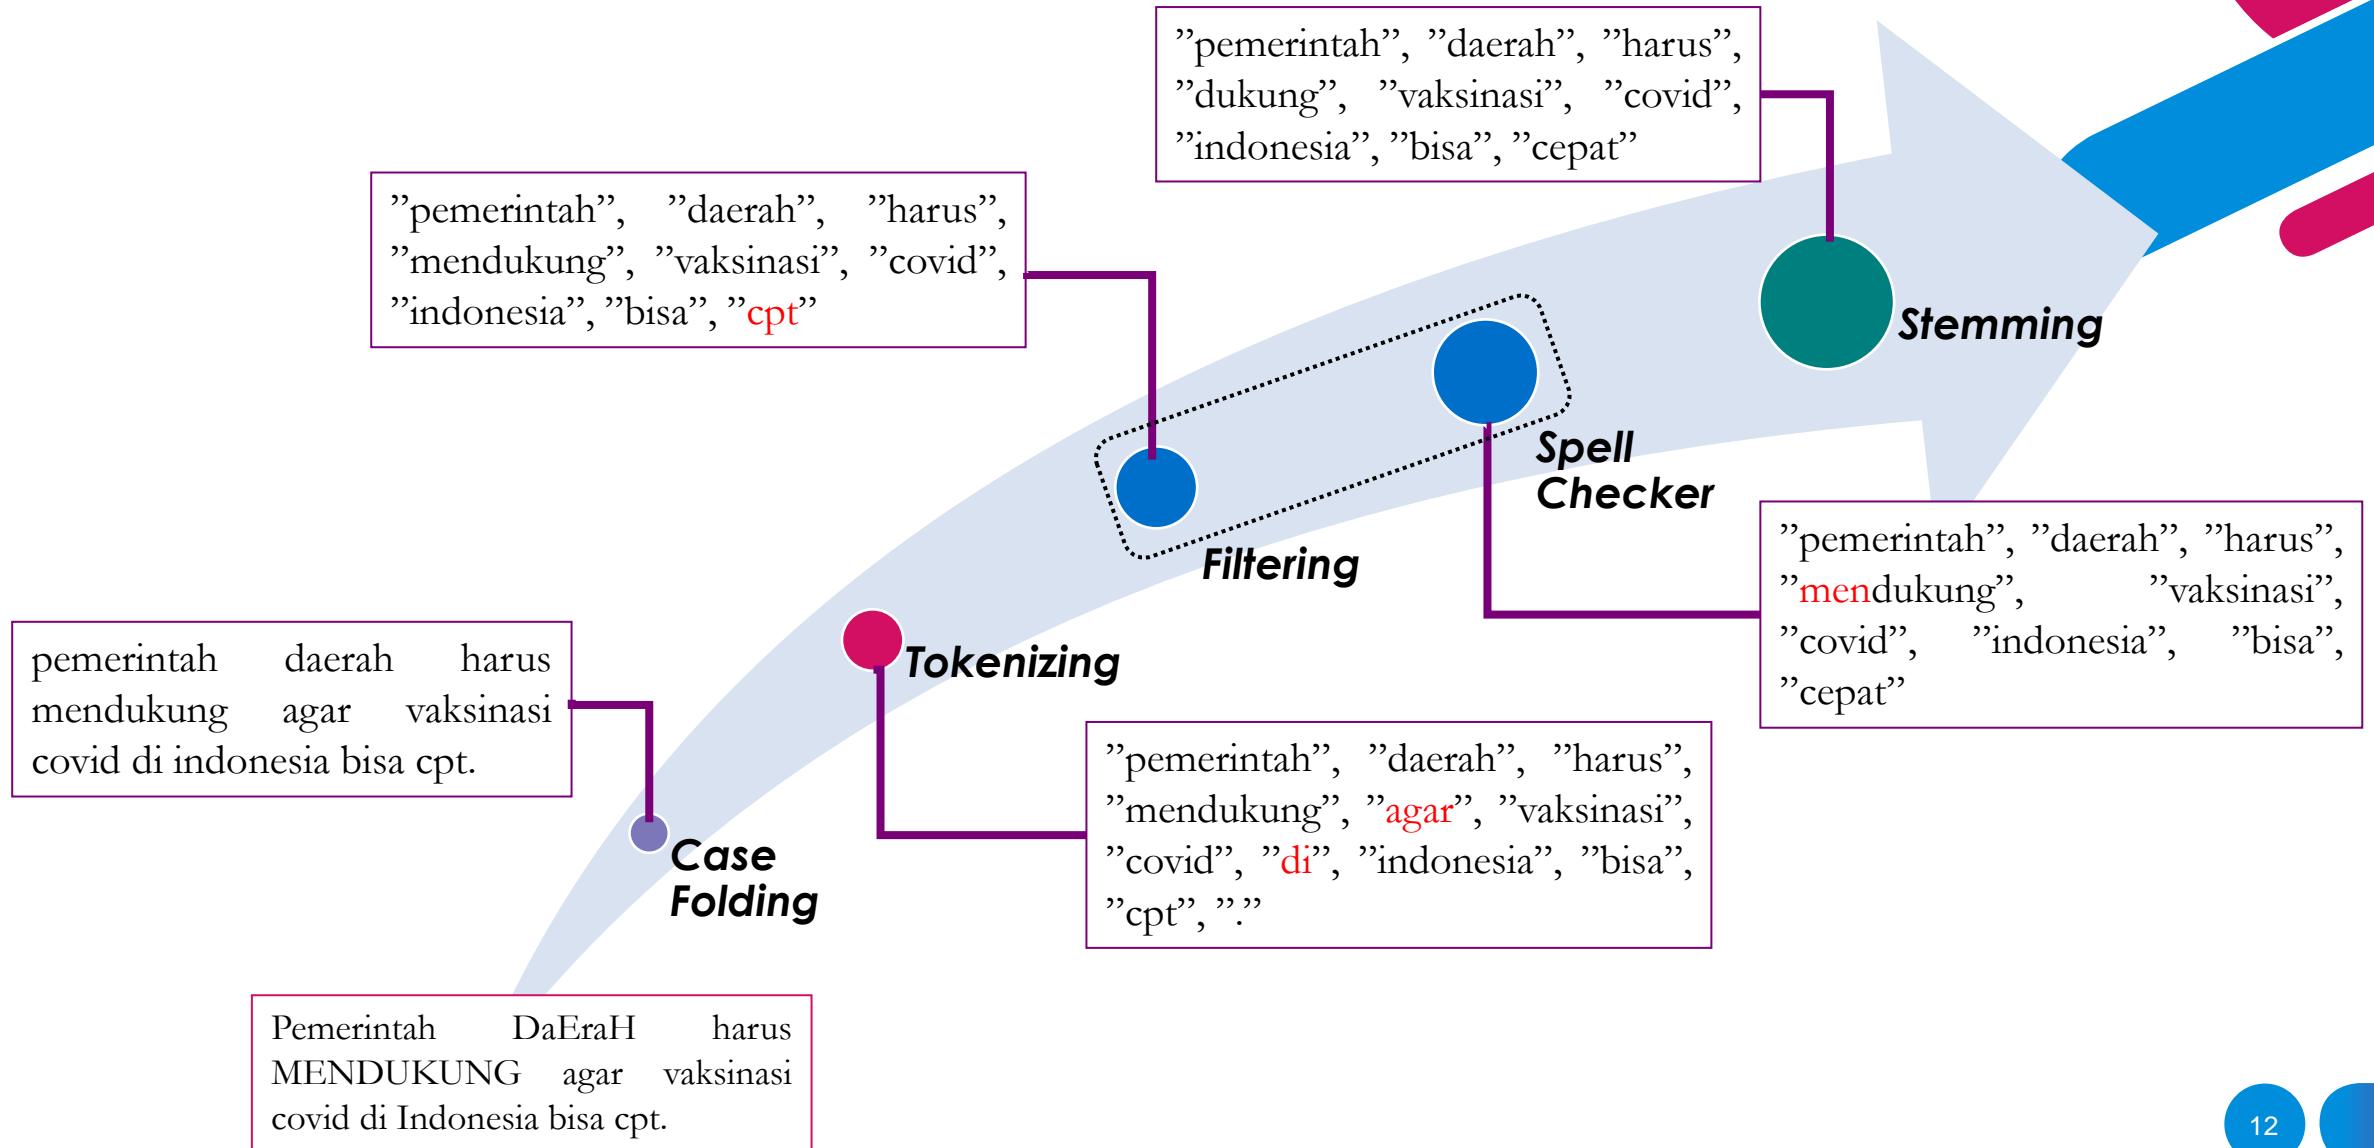 ”pemerintah”, ”daerah”, ”harus”,
”dukung”, ”vaksinasi”, ”covid”,
”indonesia”, ”bisa”, ”cepat”
”pemerintah”, ”daerah”, ”harus”,
”mendukung”, ”vaksinasi”, ”covid”,
”indonesia”, ”bisa”, ”cpt”
Stemming
Spell
Checker
Filtering
”pemerintah”, ”daerah”, ”harus”,
”mendukung”, ”vaksinasi”,
”covid”, ”indonesia”, ”bisa”,
”cepat”
Tokenizing
pemerintah daerah harus
mendukung agar vaksinasi
covid di indonesia bisa cpt.
”pemerintah”, ”daerah”, ”harus”,
”mendukung”, ”agar”, ”vaksinasi”,
”covid”, ”di”, ”indonesia”, ”bisa”,
”cpt”, ”.”
Case
Folding
Pemerintah DaEraH harus
MENDUKUNG agar vaksinasi
covid di Indonesia bisa cpt.
12